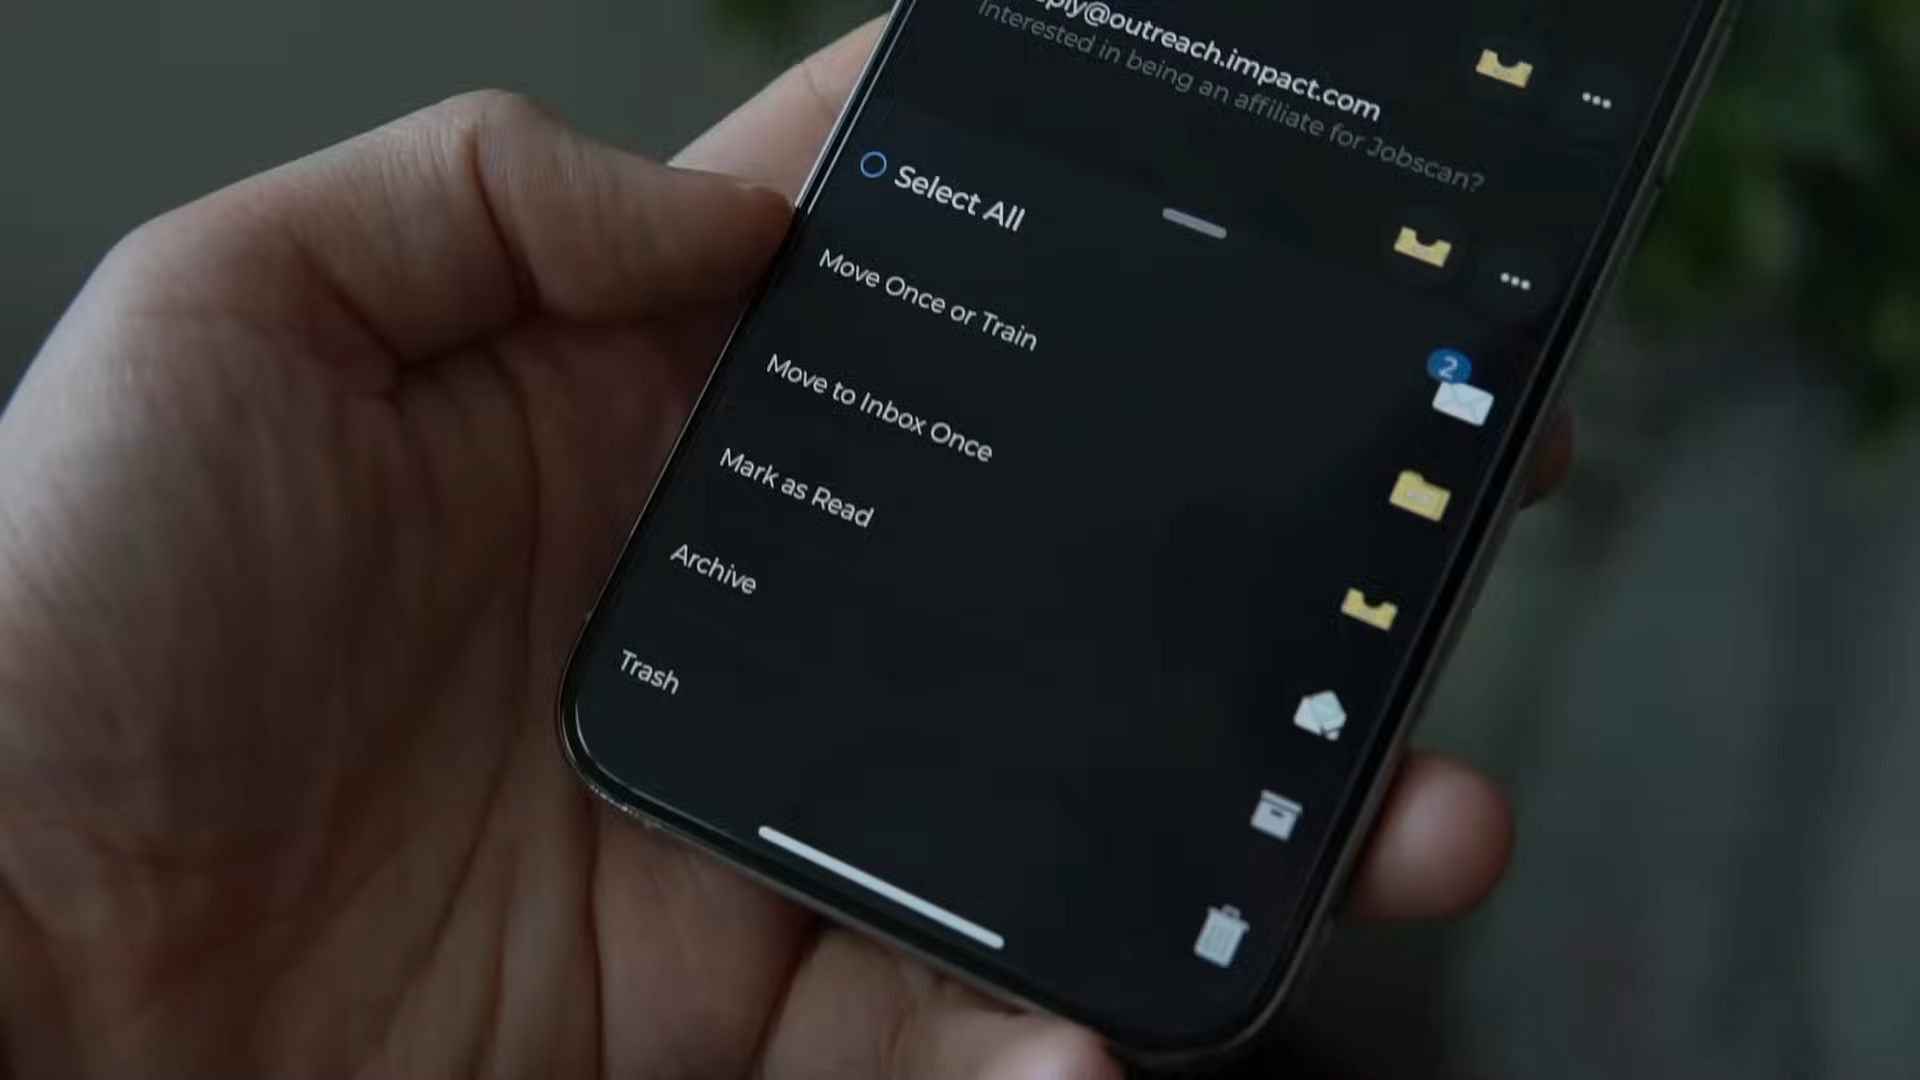 ply@outreach.impact.com
Interested in being an affiliate for Jobscan?
Select All
2
Move Once or Train
Move to Inbox Once
Mark as Read
Archive
Trash